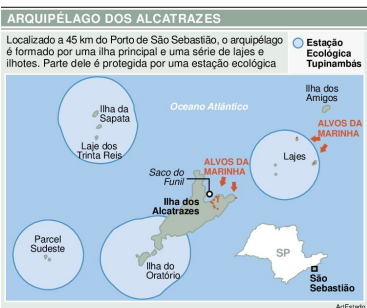 ARQUIPÉLAGO DOS ALCATRAZES
Localizado a 45 km do Porto de São Sebastião, o arquipélago
é formado por uma ilha principal e uma série de lajes e
ilhotes. Parte dele é protegida por uma estação ecológica
Estação
Ecológica
Tupinambás
Ilha da
Sapata
Laje dos
Trinta Reis
Oceano Atlântico
Ilha dos
Amigos
ALVOS DA
MARINHA
Lajes
ALVOS DA
MARINHA
Saco do
Funil
Ilha dos
Alcatrazes
Parcel
Sudeste
Ilha do
Oratório
SP
São
Sebastião
ArtEstado